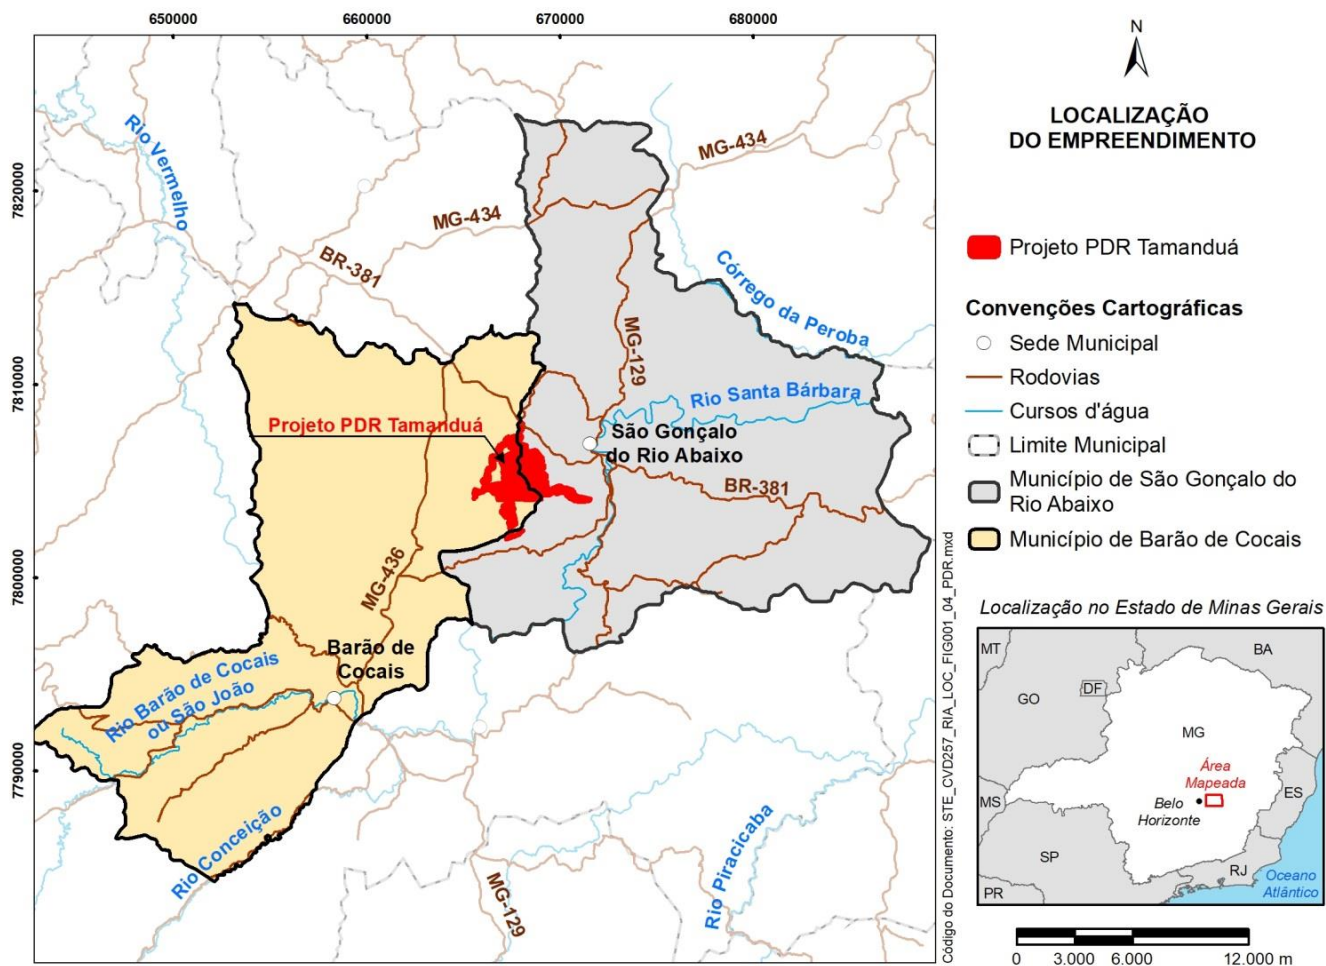 650000
660000
670000
680000
7820000
7810000
7800000
7790000
Rio Vermelho
MG-434
MG-434
BR-381
Córrego da Peroba
MG-129
Rio Santa Bárbara
Projeto PDR Tamanduá
São Gonçalo
do Rio Abaixo
BR-381
MG-436
Barão de
Cocais
Rio Barão de Cocais
ou São João
Rio Conceição
MG-129
Rio Piracicaba
Código do Documento: STE_CVD257_RIA_LOC_FIG001_04_PDR.mxd
N
LOCALIZAÇÃO
DO EMPREENDIMENTO
Projeto PDR Tamanduá
Convenções Cartográficas
Sede Municipal
Rodovias
Cursos d'água
Limite Municipal
Município de São Gonçalo do
Rio Abaixo
Município de Barão de Cocais
Localização no Estado de Minas Gerais
MT
BA
GO
DF
MG
Área
Mapeada
MS
Belo
Horizonte
ES
SP
RJ
PR
Oceano
Atlântico
0 3.000 6.000 12.000 m